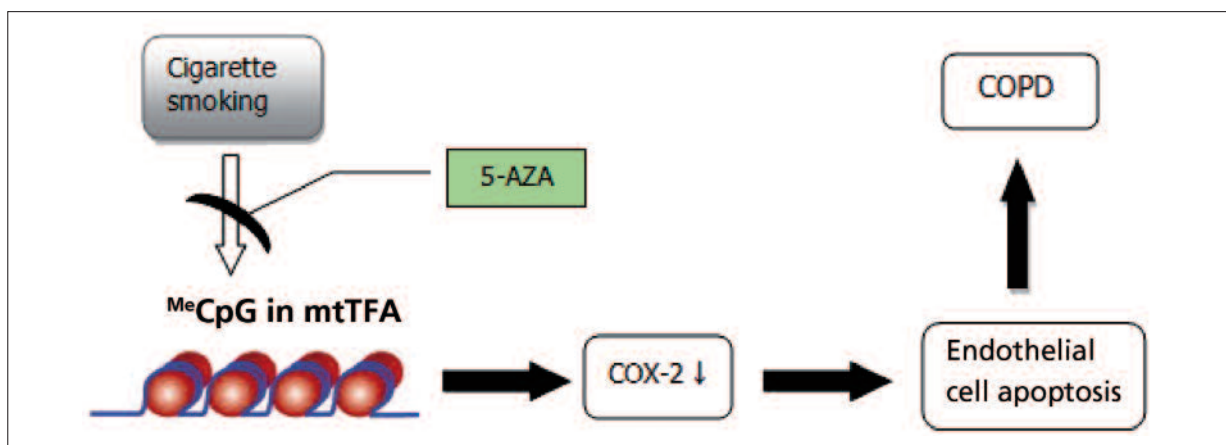 Cigarette
smoking
5-AZA
MeCpG in mtTFA
COX-2 ↓
Endothelial
cell apoptosis
COPD